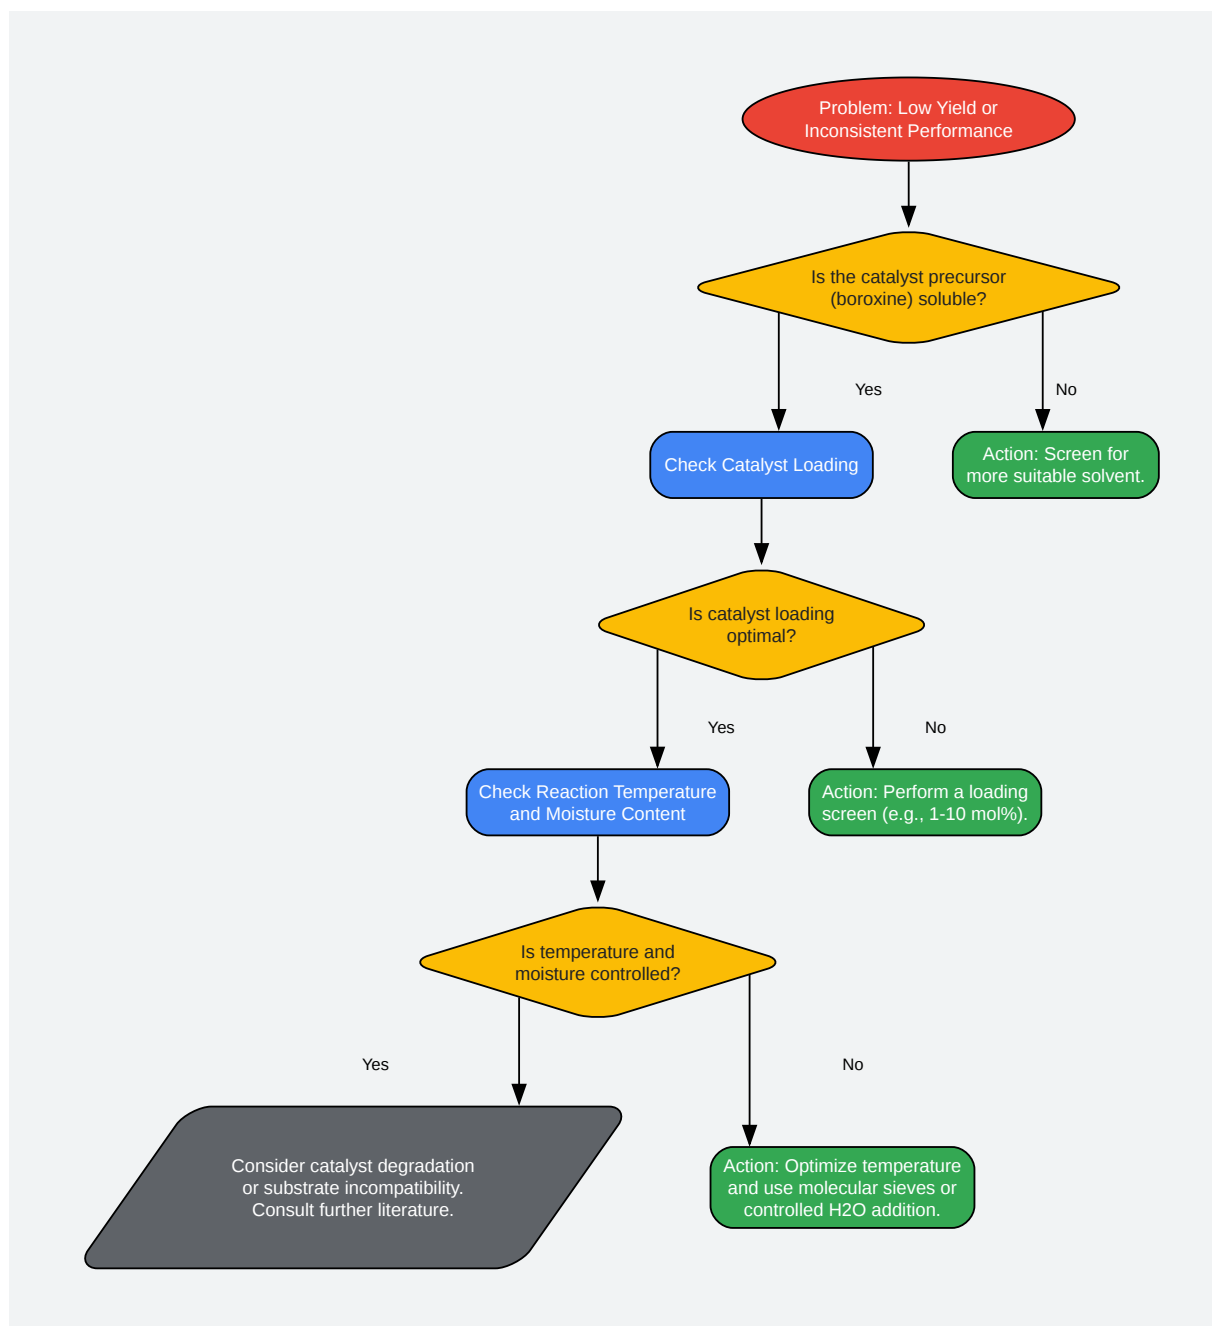 Problem: Low Yield or
Inconsistent Performance
Is the catalyst precursor
(boroxine) soluble?
Yes
No
Check Catalyst Loading
Action: Screen for
more suitable solvent.
Is catalyst loading
optimal?
Yes
No
Check Reaction Temperature
and Moisture Content
Action: Perform a loading
screen (e.g., 1-10 mol%).
Is temperature and
moisture controlled?
Yes
No
Consider catalyst degradation
or substrate incompatibility.
Consult further literature.
Action: Optimize temperature
and use molecular sieves or
controlled H2O addition.